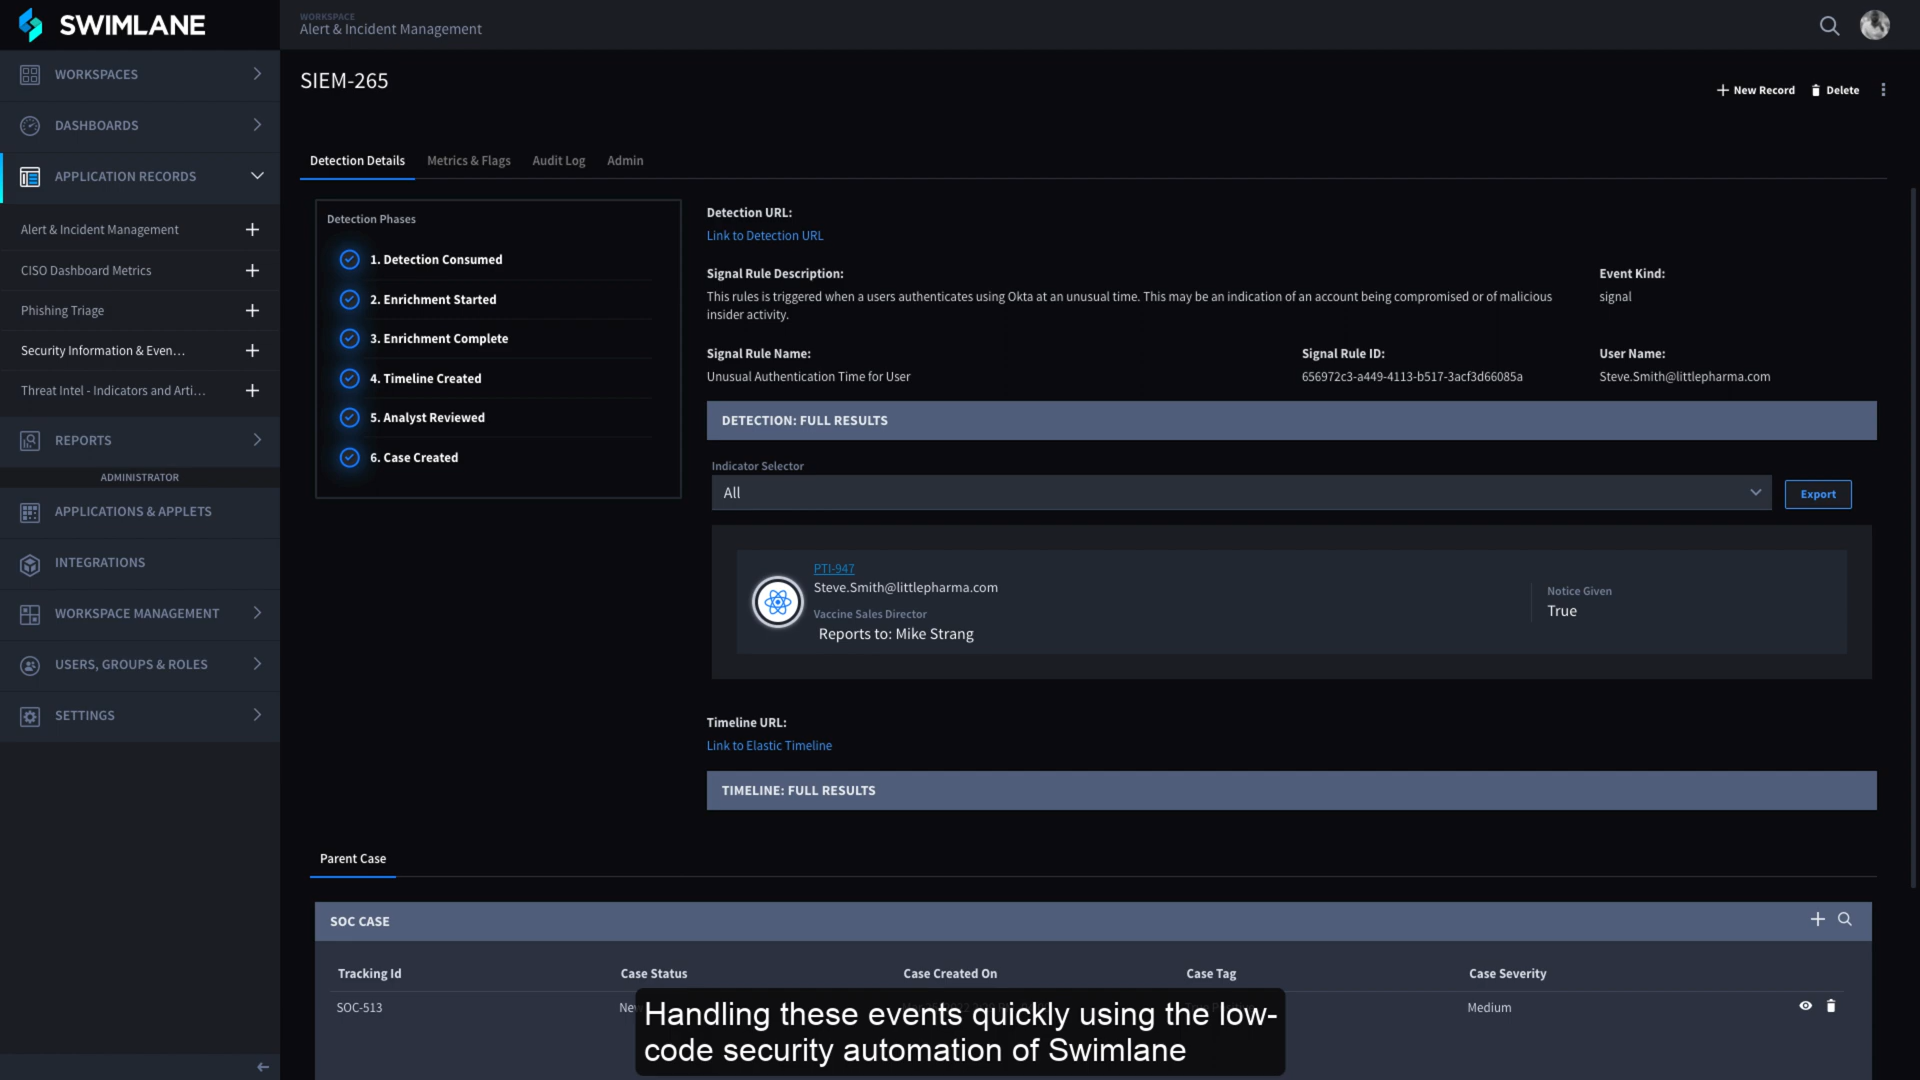 SWIMLANE
WORKSPACE
Alert & Incident Management
WORKSPACES
DASHBOARDS
APPLICATION RECORDS
Alert & Incident Management
CISO Dashboard Metrics
Phishing Triage
Security Information & Even...
Threat Intel - Indicators and Arti...
REPORTS
ADMINISTRATOR
APPLICATIONS & APPLETS
INTEGRATIONS
WORKSPACE MANAGEMENT
USERS, GROUPS & ROLES
SETTINGS
SIEM-265
New Record
Delete
Detection Details
Metrics & Flags
Audit Log
Admin
Detection Phases
1. Detection Consumed
2. Enrichment Started
3. Enrichment Complete
4. Timeline Created
5. Analyst Reviewed
6. Case Created
Detection URL:
Link to Detection URL
Signal Rule Description:
This rules is triggered when a users authenticates using Okta at an unusual time. This may be an indication of an account being compromised or of malicious
insider activity.
Event Kind:
signal
Signal Rule Name:
Unusual Authentication Time for User
Signal Rule ID:
656972c3-a449-4113-b517-3acf3d66085a
User Name:
Steve.Smith@littlepharma.com
DETECTION: FULL RESULTS
Indicator Selector
All
Export
PTI-947
Steve.Smith@littlepharma.com
Vaccine Sales Director
Reports to: Mike Strang
Notice Given
True
Timeline URL:
Link to Elastic Timeline
TIMELINE: FULL RESULTS
Parent Case
SOC CASE
Tracking Id
Case Status
Case Created On
Case Tag
Case Severity
SOC-513
Medium
Handling these events quickly using the low-
code security automation of Swimlane